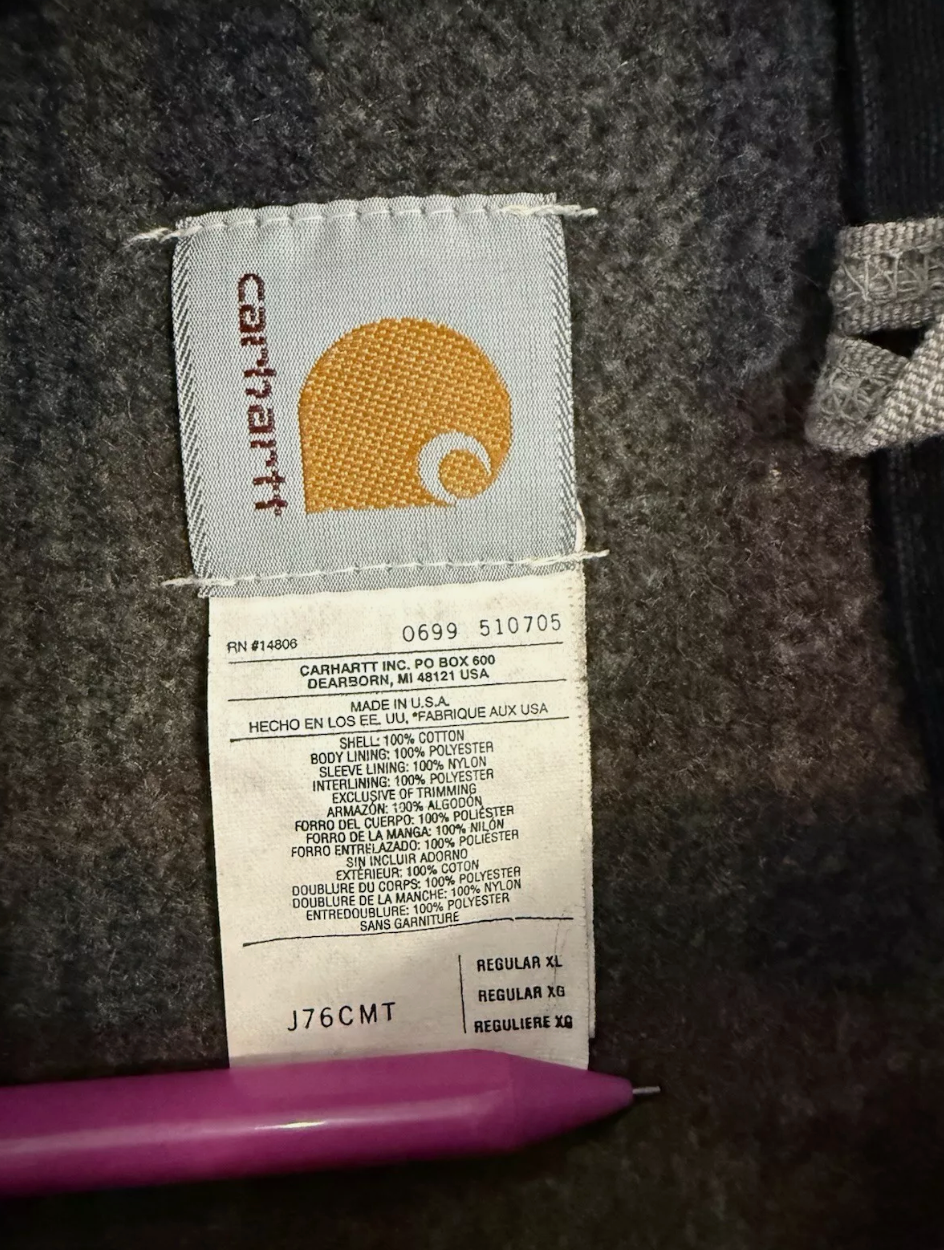 carhartt
RN #14806 0699 510705
CARHARTT INC. PO BOX 600
DEARBORN, MI 48121 USA
MADE IN U.S.A.
HECHO EN LOS EE, UU, *FABRIQUE AUX USA
SHELL: 100% COTTON
BODY LINING: 100% POLYESTER
SLEEVE LINING: 100% NYLON
INTERLINING: 100% POLYESTER
EXCLUSIVE OF TRIMMING
ARMAZÓN: 100% ALGODÓN
FORRO DEL CUERPO: 100% POLIÉSTER
FORRO DE LA MANGA: 100% NILÓN
FORRO ENTRELAZADO: 100% POLIÉSTER
SIN INCLUIR ADORNO
EXTÉRIEUR: 100% COTON
DOUBLURE DU CORPS: 100% POLYESTER
DOUBLURE DE LA MANCHE: 100% NYLON
ENTREDOUBLURE: 100% POLYESTER
SANS GARNITURE
REGULAR XL
REGULAR XG
J76CMT
REGULIERE XG